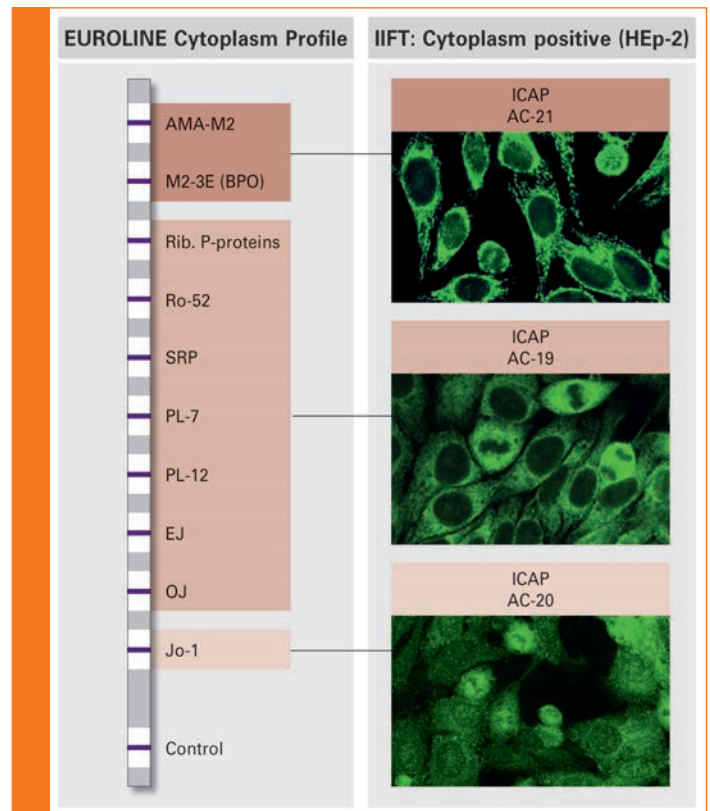 EUROLINE Cytoplasm Profile
IIFT: Cytoplasm positive (HEp-2)
AMA-M2
M2-3E (BPO)
Rib. P-proteins
Ro-52
SRP
PL-7
PL-12
EJ
OJ
Jo-1
Control
ICAP
AC-21
ICAP
AC-19
ICAP
AC-20